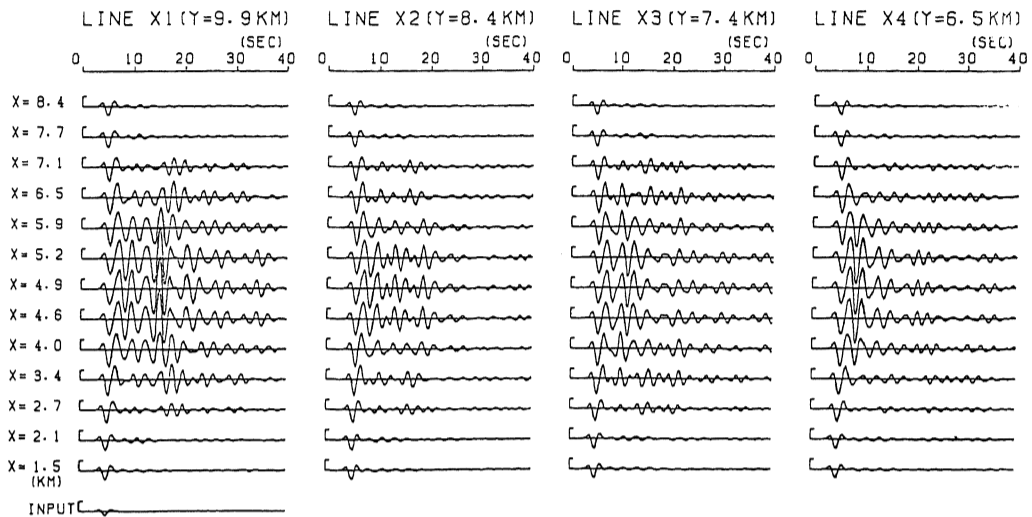 LINE X1(Y=9.9KM) LINE X2(Y=8.4KM) LINE X3(Y=7.4KM) LINE X4(Y=6.5KM)
(SEC) (SEC) (SEC) (SEC)
0 10 20 30 40 0 10 20 30 40 0 10 20 30 40 0 10 20 30 40
X=8.4
X=7.7
X=7.1
X=6.5
X=5.9
X=5.2
X=4.9
X=4.6
X=4.0
X=3.4
X=2.7
X=2.1
X=1.5
(KM)
INPUT